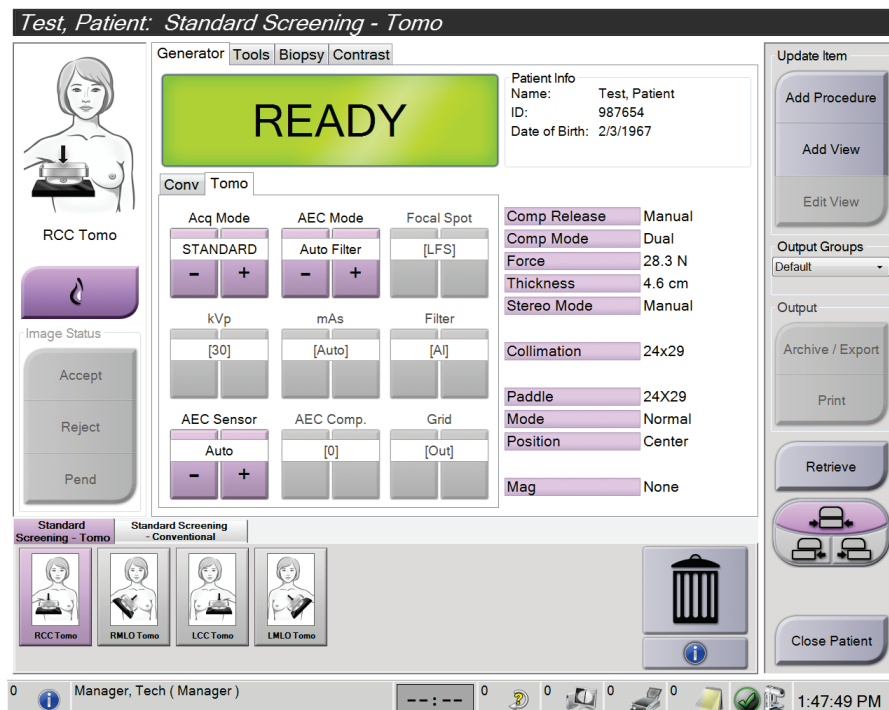 Test, Patient: Standard Screening - Tomo
Generator Tools Biopsy Contrast
READY
Patient Info
Name: Test, Patient
ID: 987654
Date of Birth: 2/3/1967
RCC Tomo
Image Status
Accept
Reject
Pend
Conv Tomo
Acq Mode AEC Mode Focal Spot
STANDARD Auto Filter [LFS]
- + - +
kVp mAs Filter
[30] [Auto] [Al]
AEC Sensor AEC Comp. Grid
Auto [0] [Out]
- +
Comp Release Manual
Comp Mode Dual
Force 28.3 N
Thickness 4.6 cm
Stereo Mode Manual
Collimation 24x29
Paddle 24X29
Mode Normal
Position Center
Mag None
Update Item
Add Procedure
Add View
Edit View
Output Groups
Default
Output
Archive / Export
Print
Retrieve
Close Patient
Standard
Screening - Tomo
Standard Screening
- Conventional
RCC Tomo RMLO Tomo LCC Tomo LMLO Tomo
0 Manager, Tech ( Manager ) --:-- 0 0 0 0 1:47:49 PM